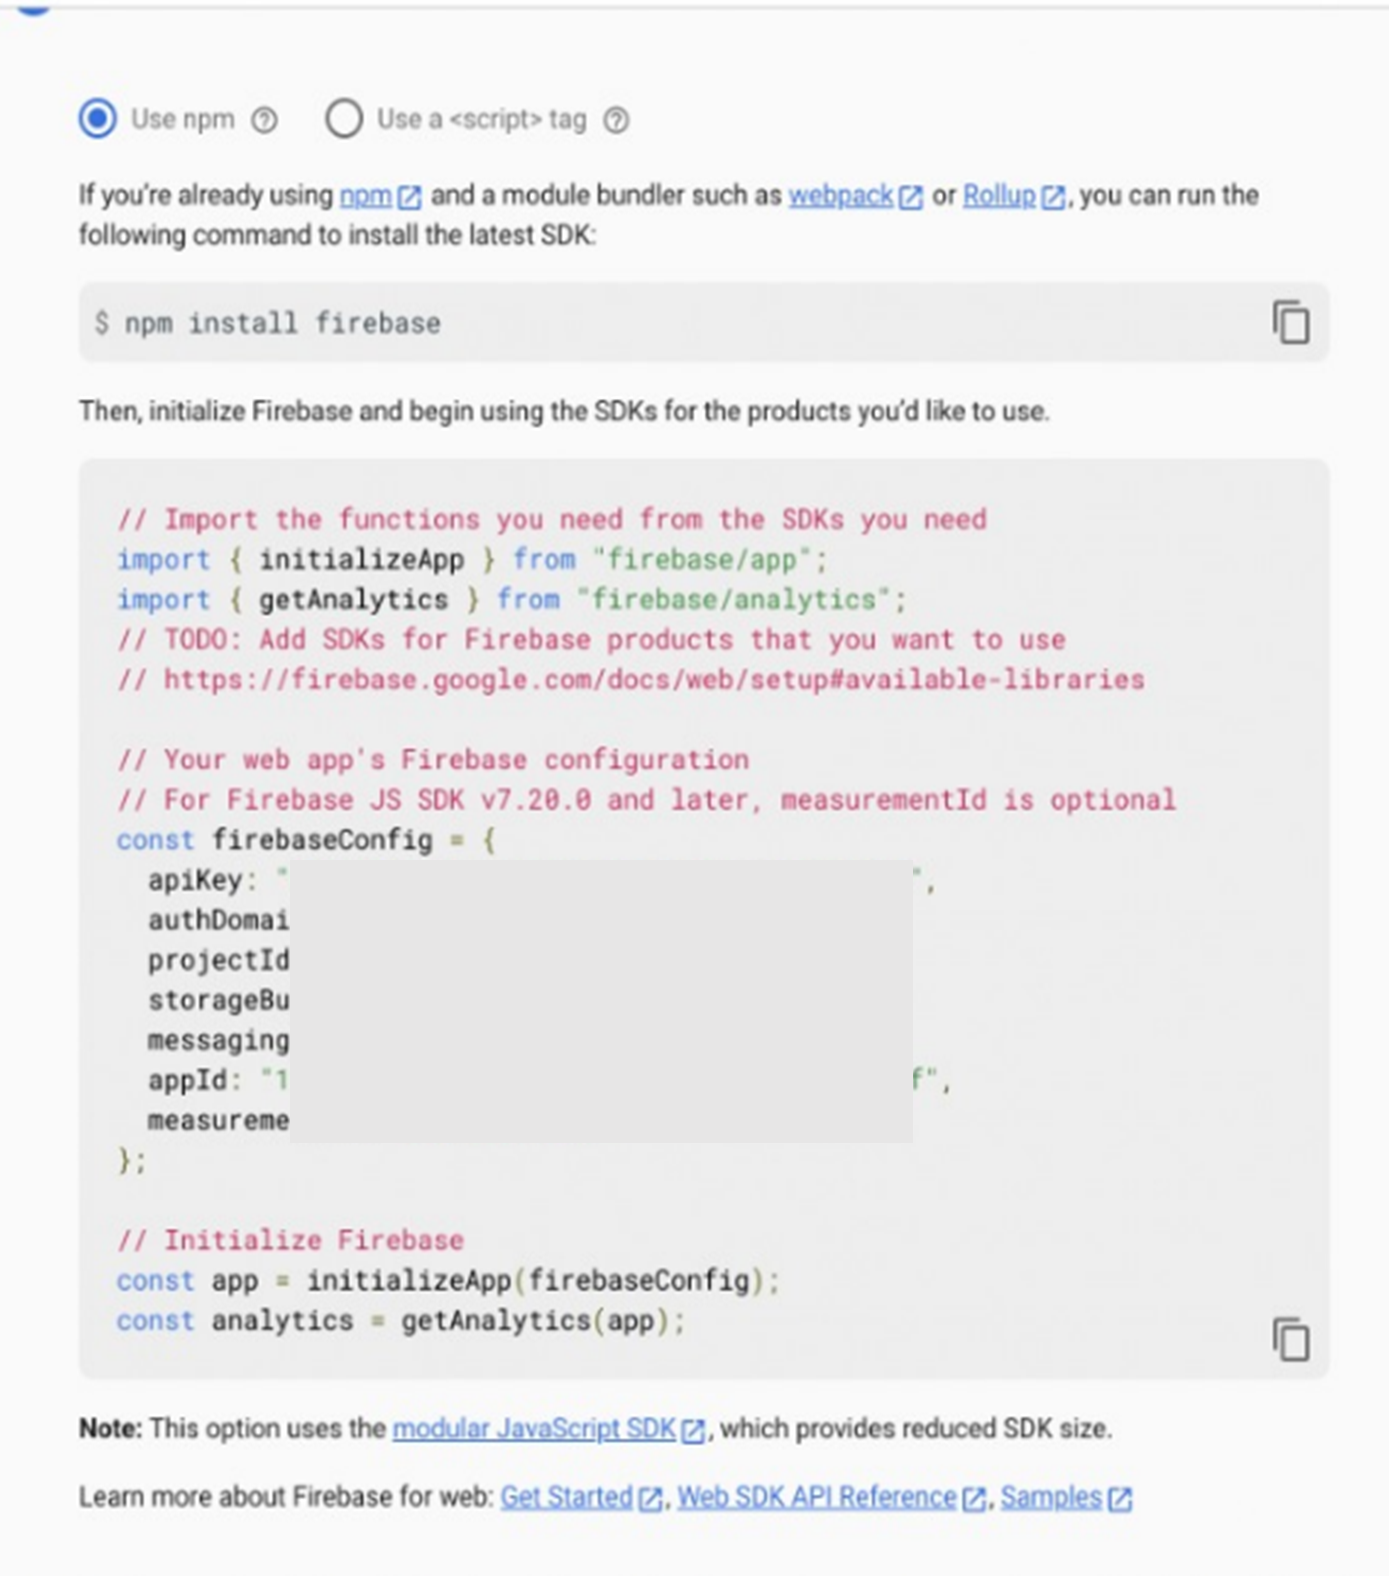 Use npm Use a <script> tag
If you're already using npm and a module bundler such as webpack or Rollup, you can run the
following command to install the latest SDK:
$ npm install firebase
Then, initialize Firebase and begin using the SDKs for the products you'd like to use.
// Import the functions you need from the SDKs you need
import { initializeApp } from "firebase/app";
import { getAnalytics } from "firebase/analytics";
// TODO: Add SDKs for Firebase products that you want to use
// https://firebase.google.com/docs/web/setup#available-libraries
// Your web app's Firebase configuration
// For Firebase JS SDK v7.20.0 and later, measurementId is optional
const firebaseConfig = {
apiKey: " ",
authDomai
projectId
storageBu
messaging
appId: "1 f",
measureme
};
// Initialize Firebase
const app = initializeApp(firebaseConfig);
const analytics = getAnalytics(app);
Note: This option uses the modular JavaScript SDK, which provides reduced SDK size.
Learn more about Firebase for web: Get Started, Web SDK API Reference, Samples